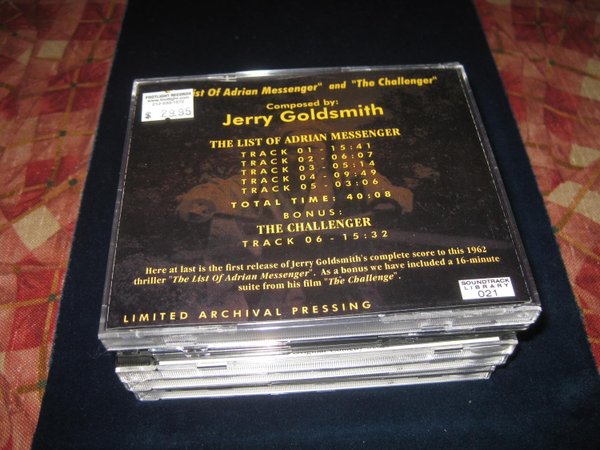 FOOTLIGHT RECORDS
$ 29.95
List Of Adrian Messenger" and "The Challenger"
Composed by:
Jerry Goldsmith
THE LIST OF ADRIAN MESSENGER
TRACK 01 - 15:41
TRACK 02 - 06:07
TRACK 03 - 05:14
TRACK 04 - 09:49
TRACK 05 - 03:06
TOTAL TIME: 40:08
BONUS:
THE CHALLENGER
TRACK 06 - 15:32
Here at last is the first release of Jerry Goldsmith's complete score to this 1962
thriller "The List Of Adrian Messenger". As a bonus we have included a 16-minute
suite from his film "The Challenge".
SOUNDTRACK
LIBRARY
021
LIMITED ARCHIVAL PRESSING